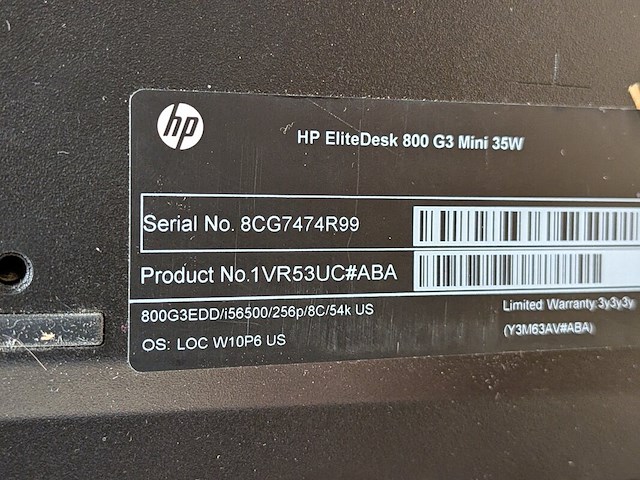 hp
HP EliteDesk 800 G3 Mini 35W
Serial No. 8CG7474R99
Product No.1VR53UC#ABA
800G3EDD/i56500/256p/8C/54k US
Limited Warranty:3y3y3y
OS: LOC W10P6 US
(Y3M63AV#ABA)